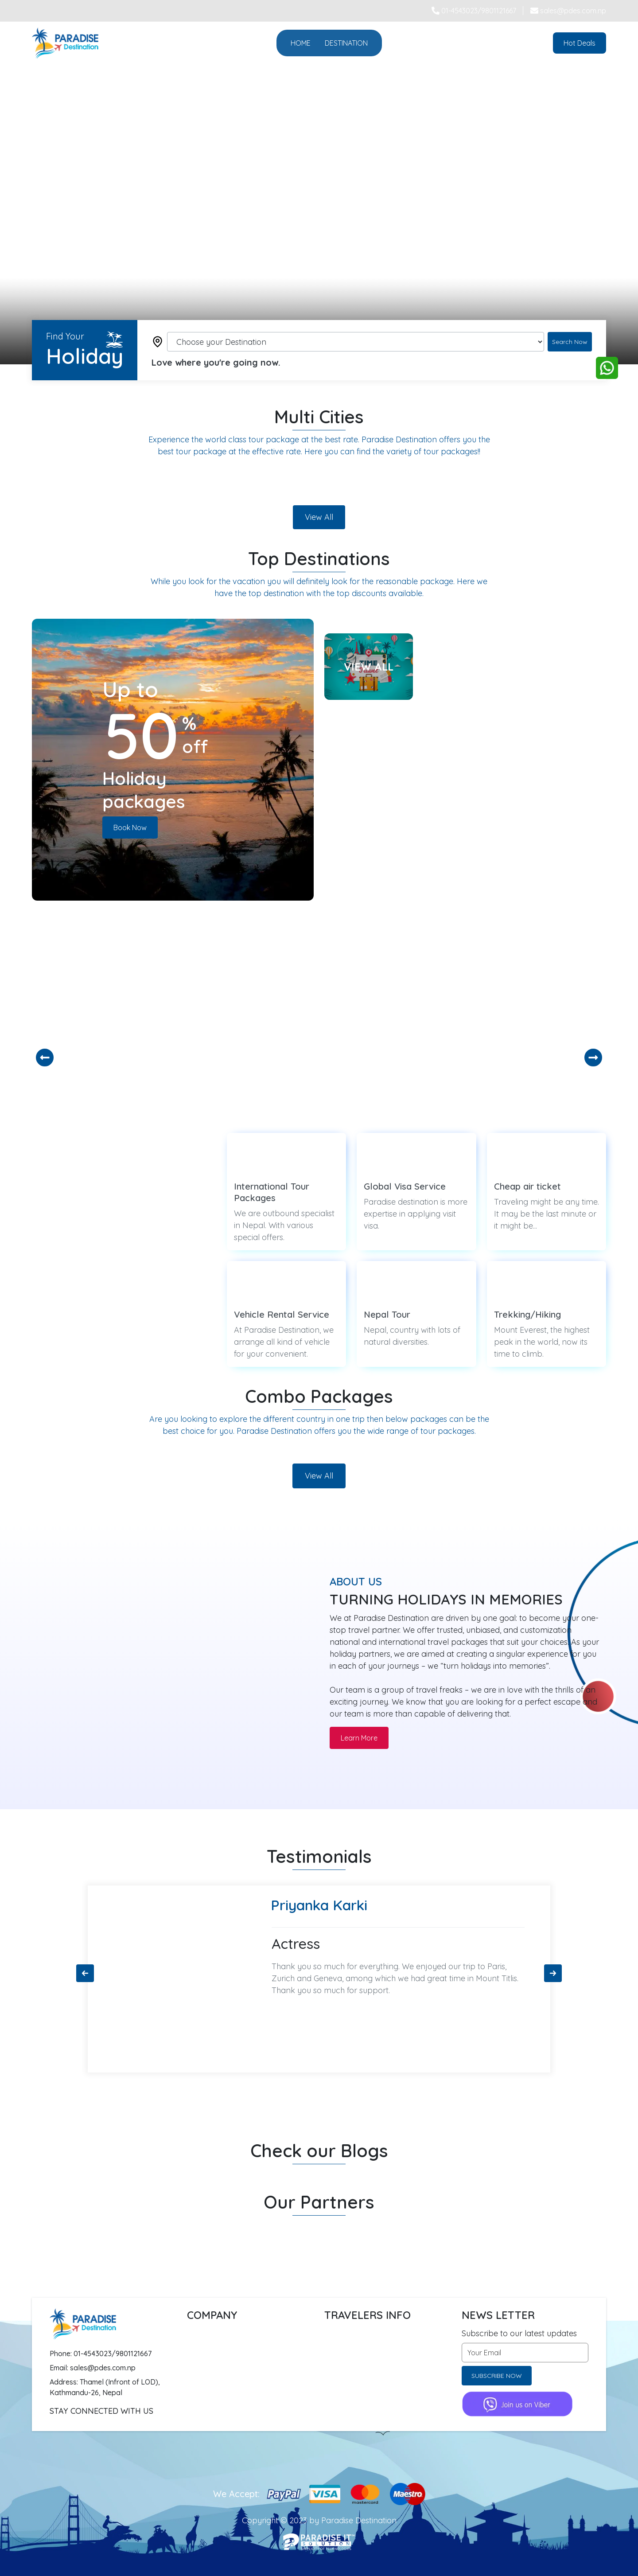 01-4543023/9801121667 | sales@pdes.com.np
PARADISE
Destination
HOME DESTINATION
Hot Deals
Find Your
Holiday
Choose your Destination
Search Now
Love where you're going now.
Multi Cities
Experience the world class tour package at the best rate. Paradise Destination offers you the
best tour package at the effective rate. Here you can find the variety of tour packages!!
View All
Top Destinations
While you look for the vacation you will definitely look for the reasonable package. Here we
have the top destination with the top discounts available.
Up to
50 %
off
Holiday
packages
Book Now
VIEW ALL
International Tour
Packages
We are outbound specialist
in Nepal. With various
special offers.
Global Visa Service
Paradise destination is more
expertise in applying visit
visa.
Cheap air ticket
Traveling might be any time.
It may be the last minute or
it might be...
Vehicle Rental Service
At Paradise Destination, we
arrange all kind of vehicle
for your convenient.
Nepal Tour
Nepal, country with lots of
natural diversities.
Trekking/Hiking
Mount Everest, the highest
peak in the world, now its
time to climb.
Combo Packages
Are you looking to explore the different country in one trip then below packages can be the
best choice for you. Paradise Destination offers you the wide range of tour packages.
View All
ABOUT US
TURNING HOLIDAYS IN MEMORIES
We at Paradise Destination are driven by one goal: to become your one-
stop travel partner. We offer trusted, unbiased, and customization
national and international travel packages that suit your choices. As your
holiday partners, we are aimed at creating a singular experience for you
in each of your journeys – we "turn holidays into memories".
Our team is a group of travel freaks – we are in love with the thrills of an
exciting journey. We know that you are looking for a perfect escape and
our team is more than capable of delivering that.
Learn More
Testimonials
Priyanka Karki
Actress
Thank you so much for everything. We enjoyed our trip to Paris,
Zurich and Geneva, among which we had great time in Mount Titlis.
Thank you so much for support.
Check our Blogs
Our Partners
PARADISE
Destination
Phone: 01-4543023/9801121667
Email: sales@pdes.com.np
Address: Thamel (Infront of LOD),
Kathmandu-26, Nepal
STAY CONNECTED WITH US
COMPANY
TRAVELERS INFO
NEWS LETTER
Subscribe to our latest updates
Your Email
SUBSCRIBE NOW
Join us on Viber
We Accept: PayPal VISA mastercard Maestro
Copyright © by Paradise Destination
PARADISE IT
SOLUTION